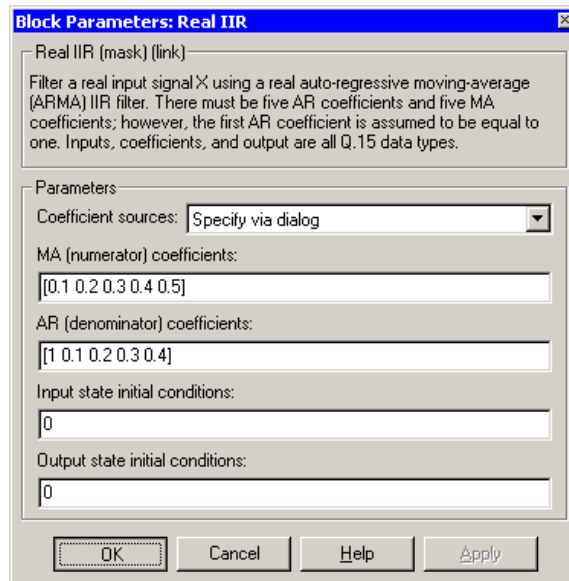 Block Parameters: Real IIR
Real IIR (mask) (link)
Filter a real input signal X using a real auto-regressive moving-average
(ARMA) IIR filter. There must be five AR coefficients and five MA
coefficients; however, the first AR coefficient is assumed to be equal to
one. Inputs, coefficients, and output are all Q.15 data types.
Parameters
Coefficient sources: Specify via dialog
MA (numerator) coefficients:
[0.1 0.2 0.3 0.4 0.5]
AR (denominator) coefficients:
[1 0.1 0.2 0.3 0.4]
Input state initial conditions:
0
Output state initial conditions:
0
OK Cancel Help Apply